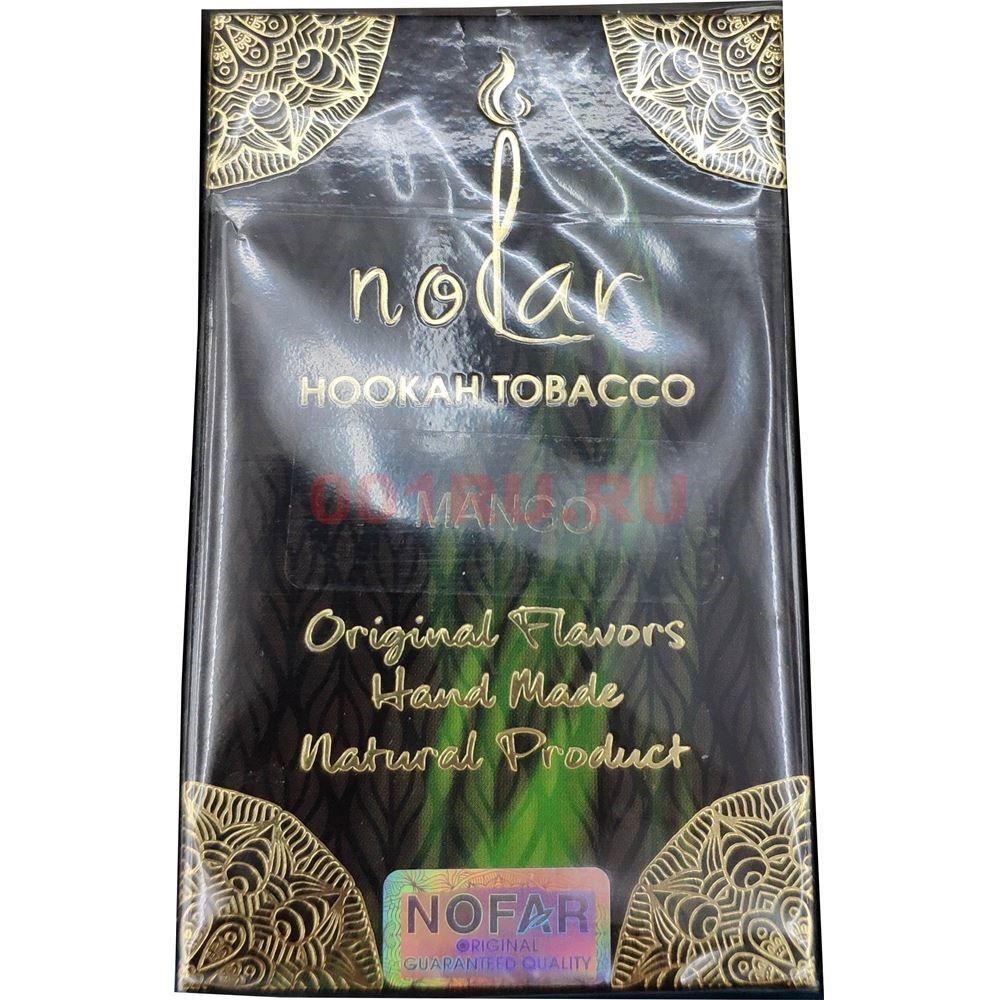 nofar
HOOKAH TOBACCO
MANGO
001RU.RU
Original Flavors
Hand Made
Natural Product
NOFAR
ORIGINAL
GUARANTEED QUALITY